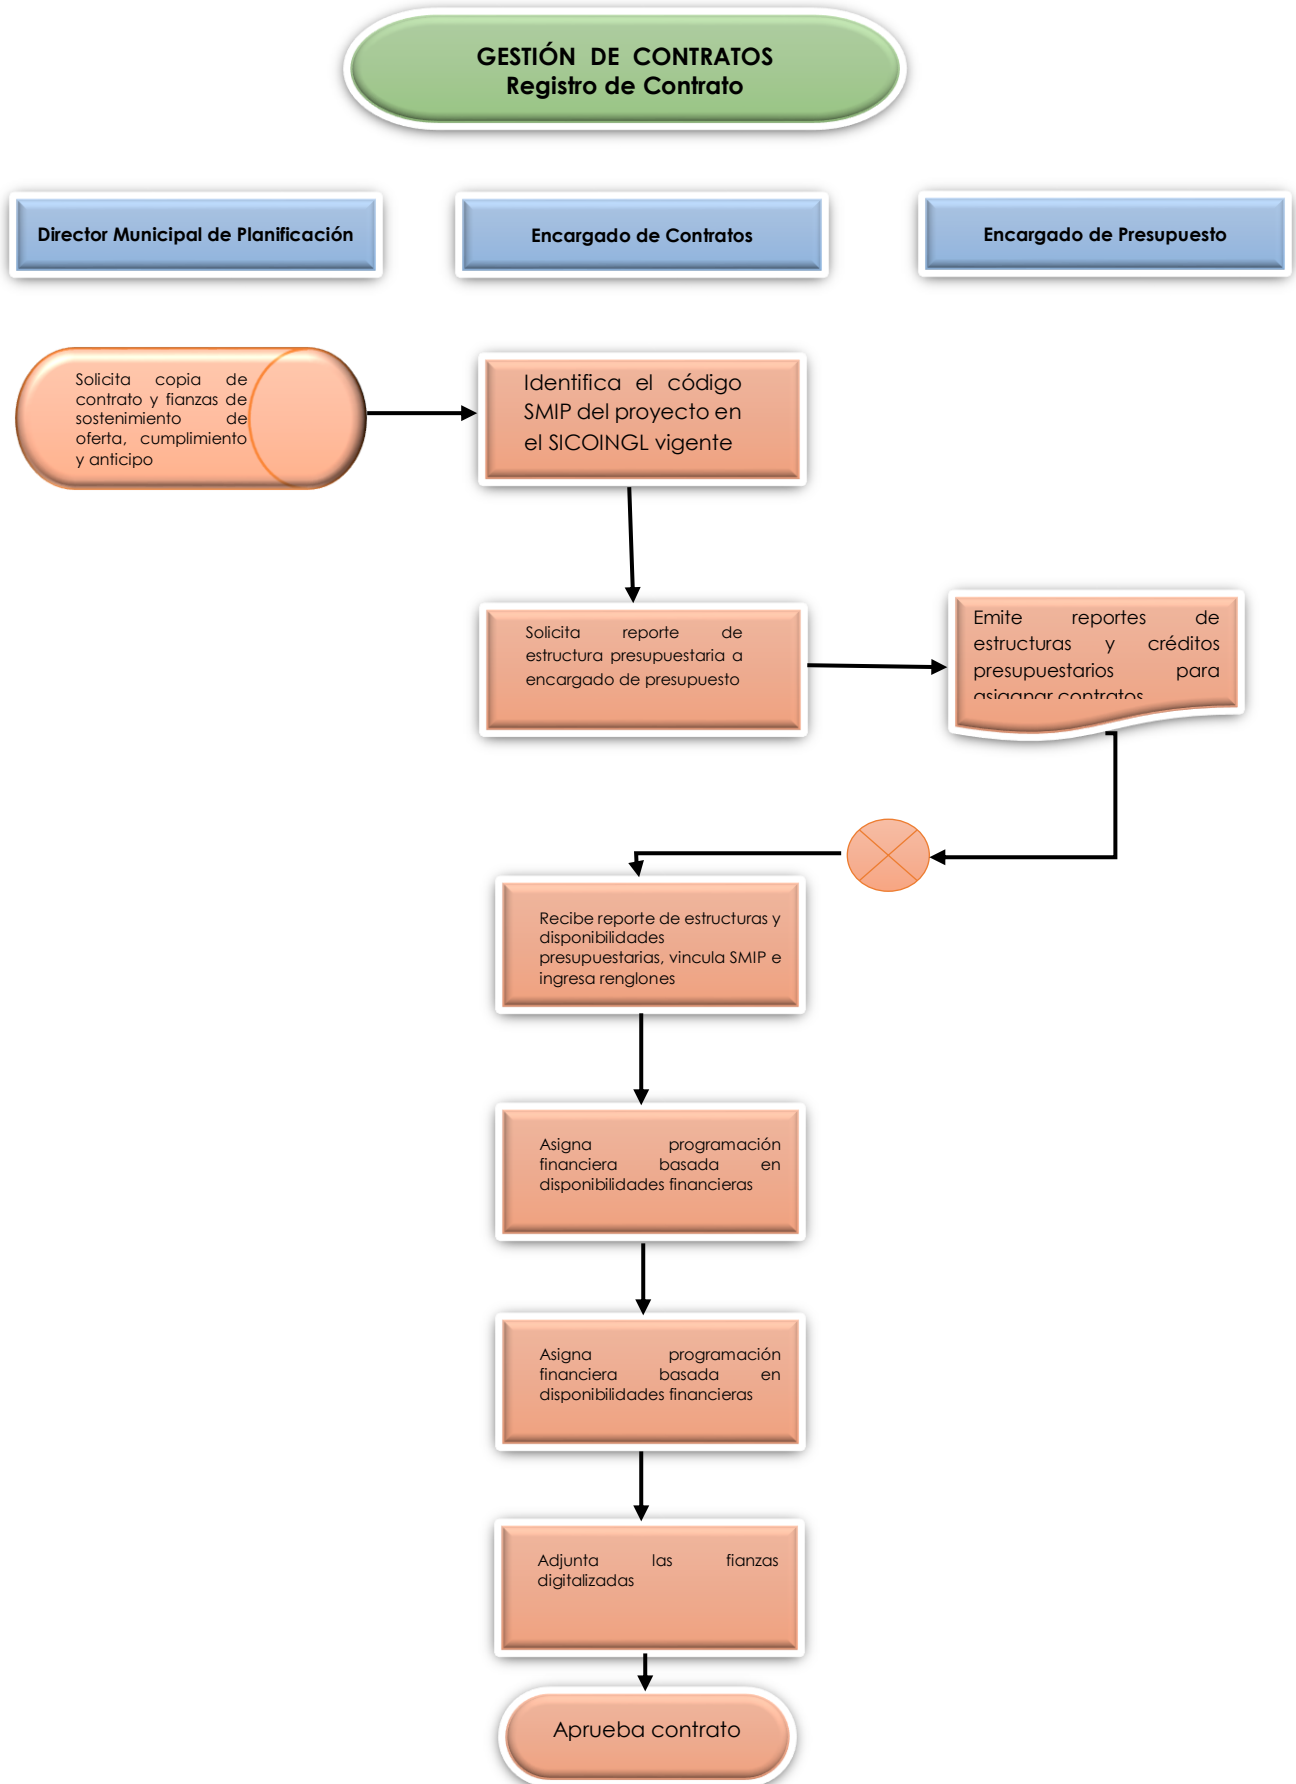 GESTIÓN DE CONTRATOS
Registro de Contrato
Director Municipal de Planificación
Encargado de Contratos
Encargado de Presupuesto
Solicita copia de
contrato y fianzas de
sostenimiento de
oferta, cumplimiento
y anticipo
Identifica el código
SMIP del proyecto en
el SICOINGL vigente
Solicita reporte de
estructura presupuestaria a
encargado de presupuesto
Emite reportes de
estructuras y créditos
presupuestarios para
asiganar contratos
Recibe reporte de estructuras y
disponibilidades
presupuestarias, vincula SMIP e
ingresa renglones
Asigna programación
financiera basada en
disponibilidades financieras
Asigna programación
financiera basada en
disponibilidades financieras
Adjunta las fianzas
digitalizadas
Aprueba contrato